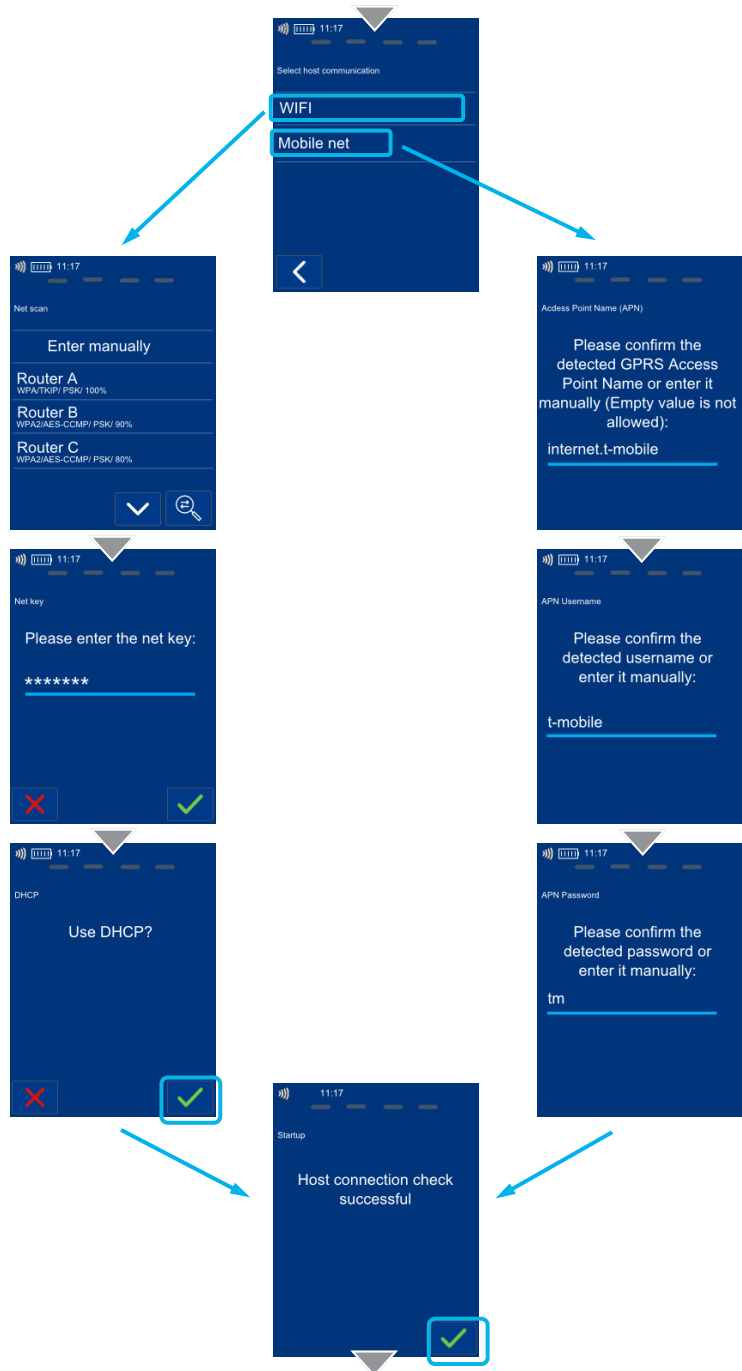 11:17
Select host communication
WIFI
Mobile net
11:17
Net scan
Enter manually
Router A
WPA/TKIP/ PSK/ 100%
Router B
WPA2/AES-CCMP/ PSK/ 90%
Router C
WPA2/AES-CCMP/ PSK/ 80%
11:17
Acdess Point Name (APN)
Please confirm the
detected GPRS Access
Point Name or enter it
manually (Empty value is not
allowed):
internet.t-mobile
11:17
Net key
Please enter the net key:
*******
11:17
APN Username
Please confirm the
detected username or
enter it manually:
t-mobile
11:17
DHCP
Use DHCP?
11:17
APN Password
Please confirm the
detected password or
enter it manually:
tm
11:17
Startup
Host connection check
successful